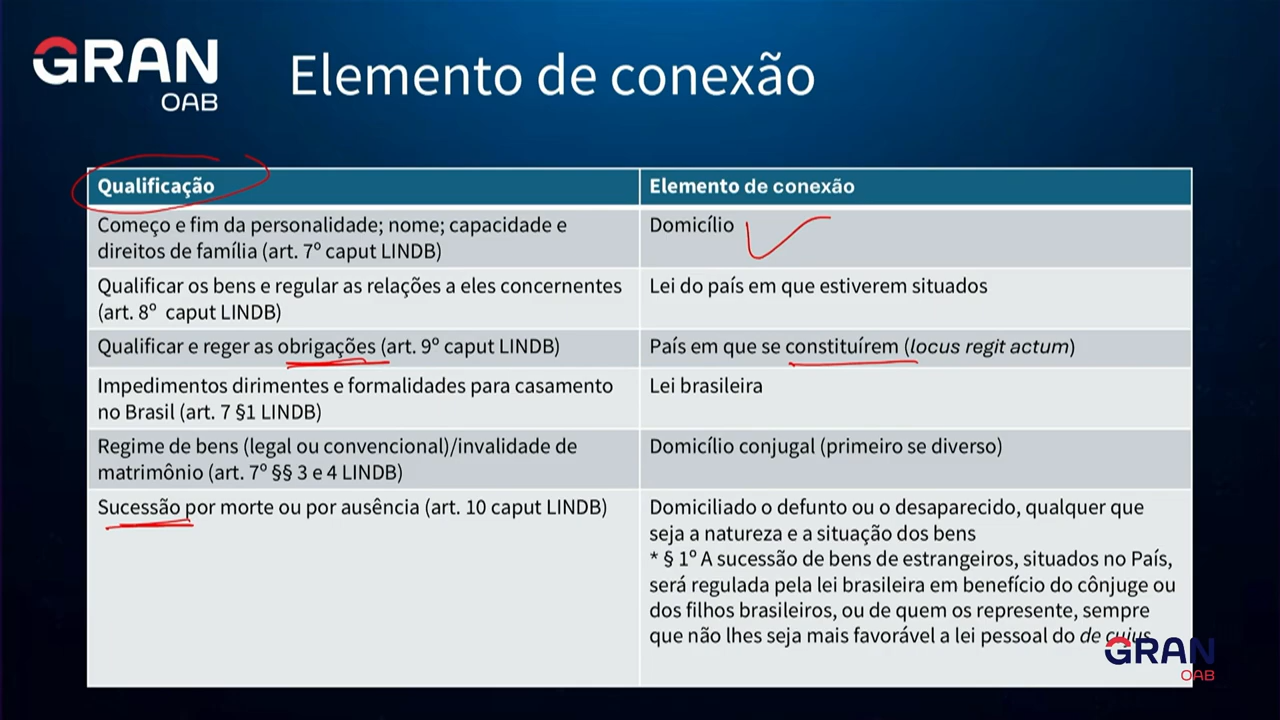 GRAN
OAB
Elemento de conexão
Qualificação
Elemento de conexão
Começo e fim da personalidade; nome; capacidade e
direitos de família (art. 7º caput LINDB)
Domicílio
Qualificar os bens e regular as relações a eles concernentes
(art. 8º caput LINDB)
Lei do país em que estiverem situados
Qualificar e reger as obrigações (art. 9º caput LINDB)
País em que se constituírem (locus regit actum)
Impedimentos dirimentes e formalidades para casamento
no Brasil (art. 7 §1 LINDB)
Lei brasileira
Regime de bens (legal ou convencional)/invalidade de
matrimônio (art. 7º §§ 3 e 4 LINDB)
Domicílio conjugal (primeiro se diverso)
Sucessão por morte ou por ausência (art. 10 caput LINDB)
Domiciliado o defunto ou o desaparecido, qualquer que
seja a natureza e a situação dos bens
* § 1º A sucessão de bens de estrangeiros, situados no País,
será regulada pela lei brasileira em benefício do cônjuge ou
dos filhos brasileiros, ou de quem os represente, sempre
que não lhes seja mais favorável a lei pessoal do de cujus
GRAN
OAB